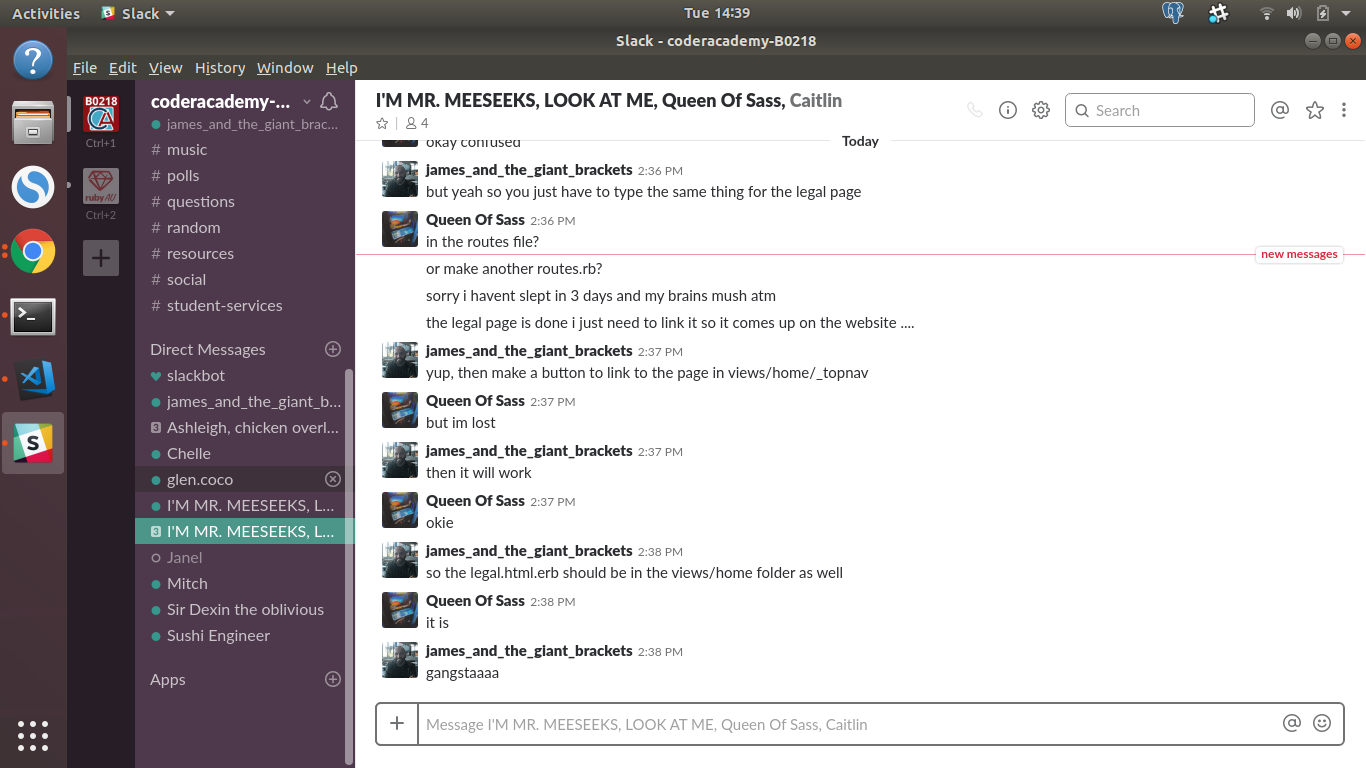 Activities
Slack
Tue 14:39
Slack - coderacademy-B0218
File Edit View History Window Help
B0218
CA
Ctrl+1
ruby AU
Ctrl+2
coderacademy-...
james_and_the_giant_brac...
# music
# polls
# questions
# random
# resources
# social
# student-services
Direct Messages
slackbot
james_and_the_giant_b...
3 Ashleigh, chicken overl...
Chelle
glen.coco
I'M MR. MEESEEKS, L...
3 I'M MR. MEESEEKS, L...
Janel
Mitch
Sir Dexin the oblivious
Sushi Engineer
Apps
I'M MR. MEESEEKS, LOOK AT ME, Queen Of Sass, Caitlin
4
Search
Today
okay confused
james_and_the_giant_brackets 2:36 PM
but yeah so you just have to type the same thing for the legal page
Queen Of Sass 2:36 PM
in the routes file?
new messages
or make another routes.rb?
sorry i havent slept in 3 days and my brains mush atm
the legal page is done i just need to link it so it comes up on the website ....
james_and_the_giant_brackets 2:37 PM
yup, then make a button to link to the page in views/home/_topnav
Queen Of Sass 2:37 PM
but im lost
james_and_the_giant_brackets 2:37 PM
then it will work
Queen Of Sass 2:37 PM
okie
james_and_the_giant_brackets 2:38 PM
so the legal.html.erb should be in the views/home folder as well
Queen Of Sass 2:38 PM
it is
james_and_the_giant_brackets 2:38 PM
gangstaaaa
Message I'M MR. MEESEEKS, LOOK AT ME, Queen Of Sass, Caitlin